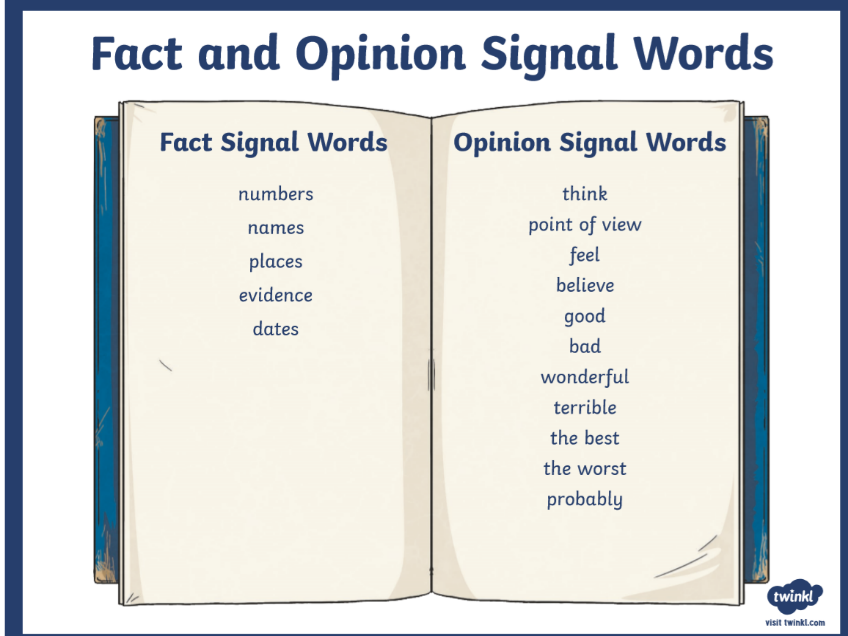 Fact and Opinion Signal Words
Fact Signal Words
numbers
names
places
evidence
dates
Opinion Signal Words
think
point of view
feel
believe
good
bad
wonderful
terrible
the best
the worst
probably
twinkl
visit twinkl.com